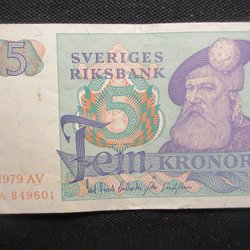 5
SVERIGES
RIKSBANK
5
Fem KRONOR
1979 AV
A 849601